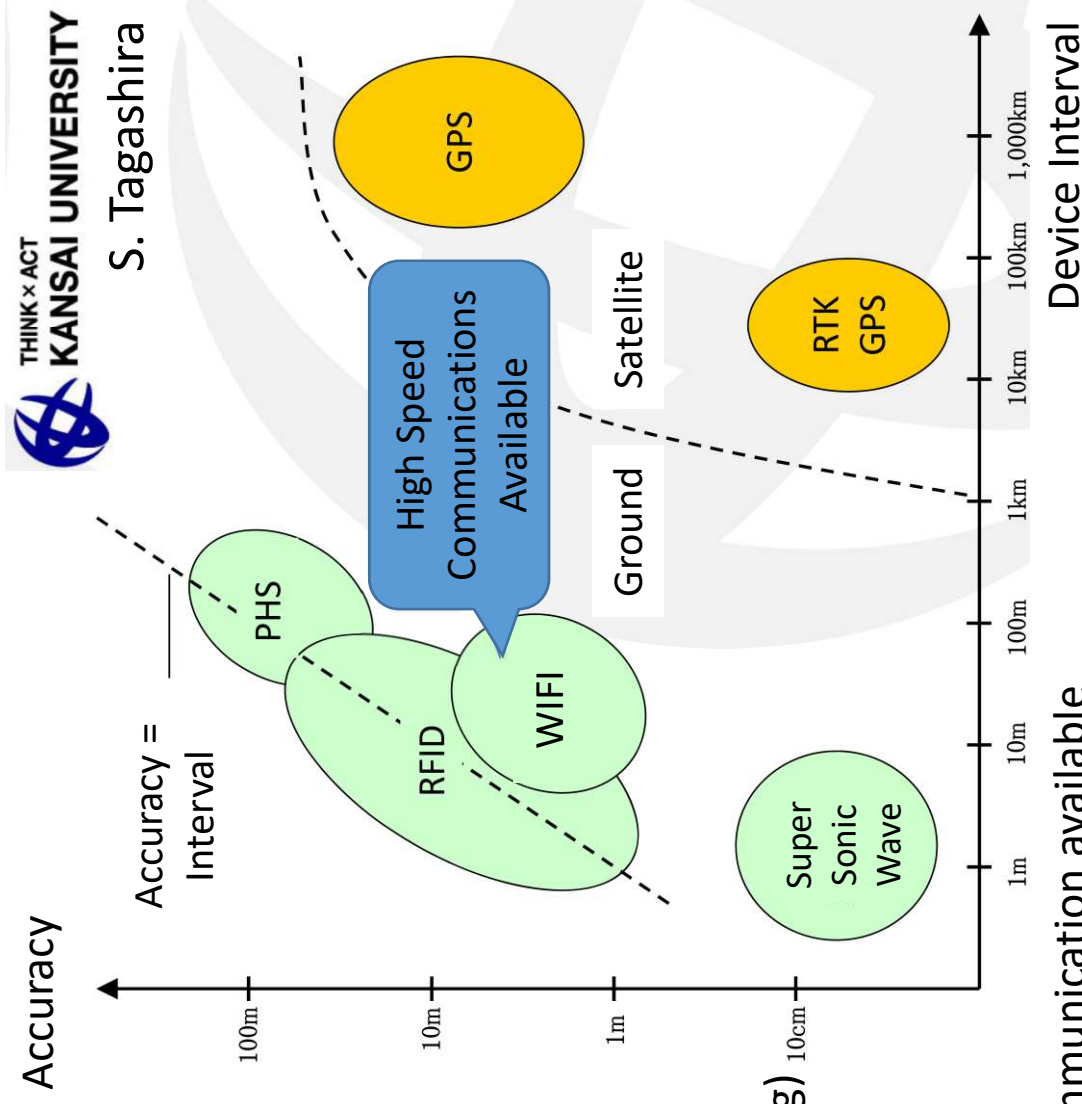 THINK × ACT
KANSAI UNIVERSITY
S. Tagashira
Accuracy
Accuracy =
Interval
100m
10m
1m
10cm
PHS
RFID
WIFI
High Speed
Communications
Available
GPS
Ground
Satellite
Super
Sonic
Wave
RTK
GPS
1m
10m
100m
1km
10km
100km
1,000km
Device Interval
available